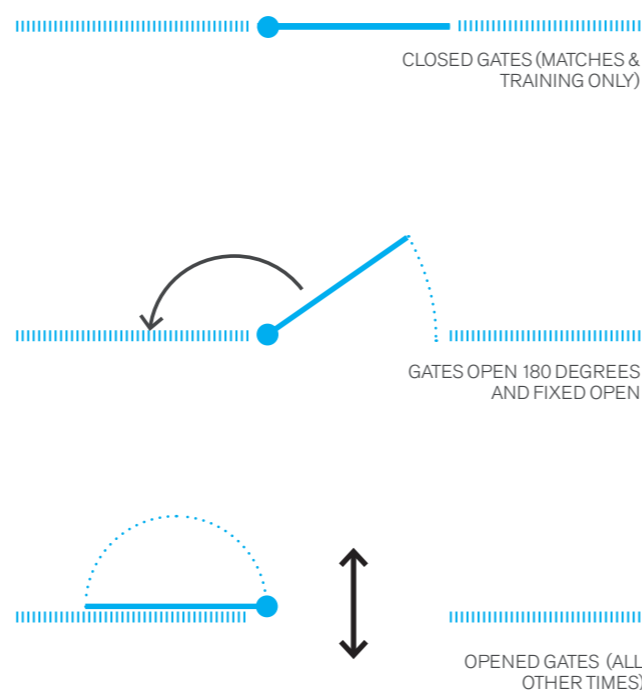 CLOSED GATES (MATCHES &
TRAINING ONLY)
GATES OPEN 180 DEGREES
AND FIXED OPEN
OPENED GATES (ALL
OTHER TIMES)